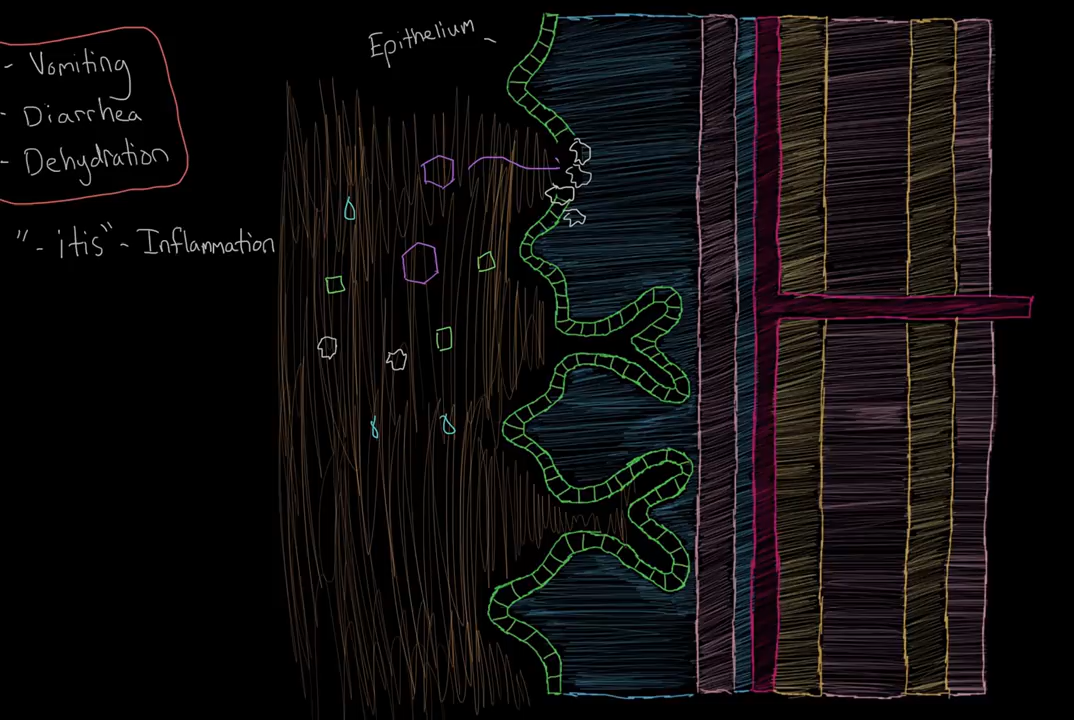 - Vomiting
- Diarrhea
- Dehydration
"-itis" - Inflammation
Epithelium -